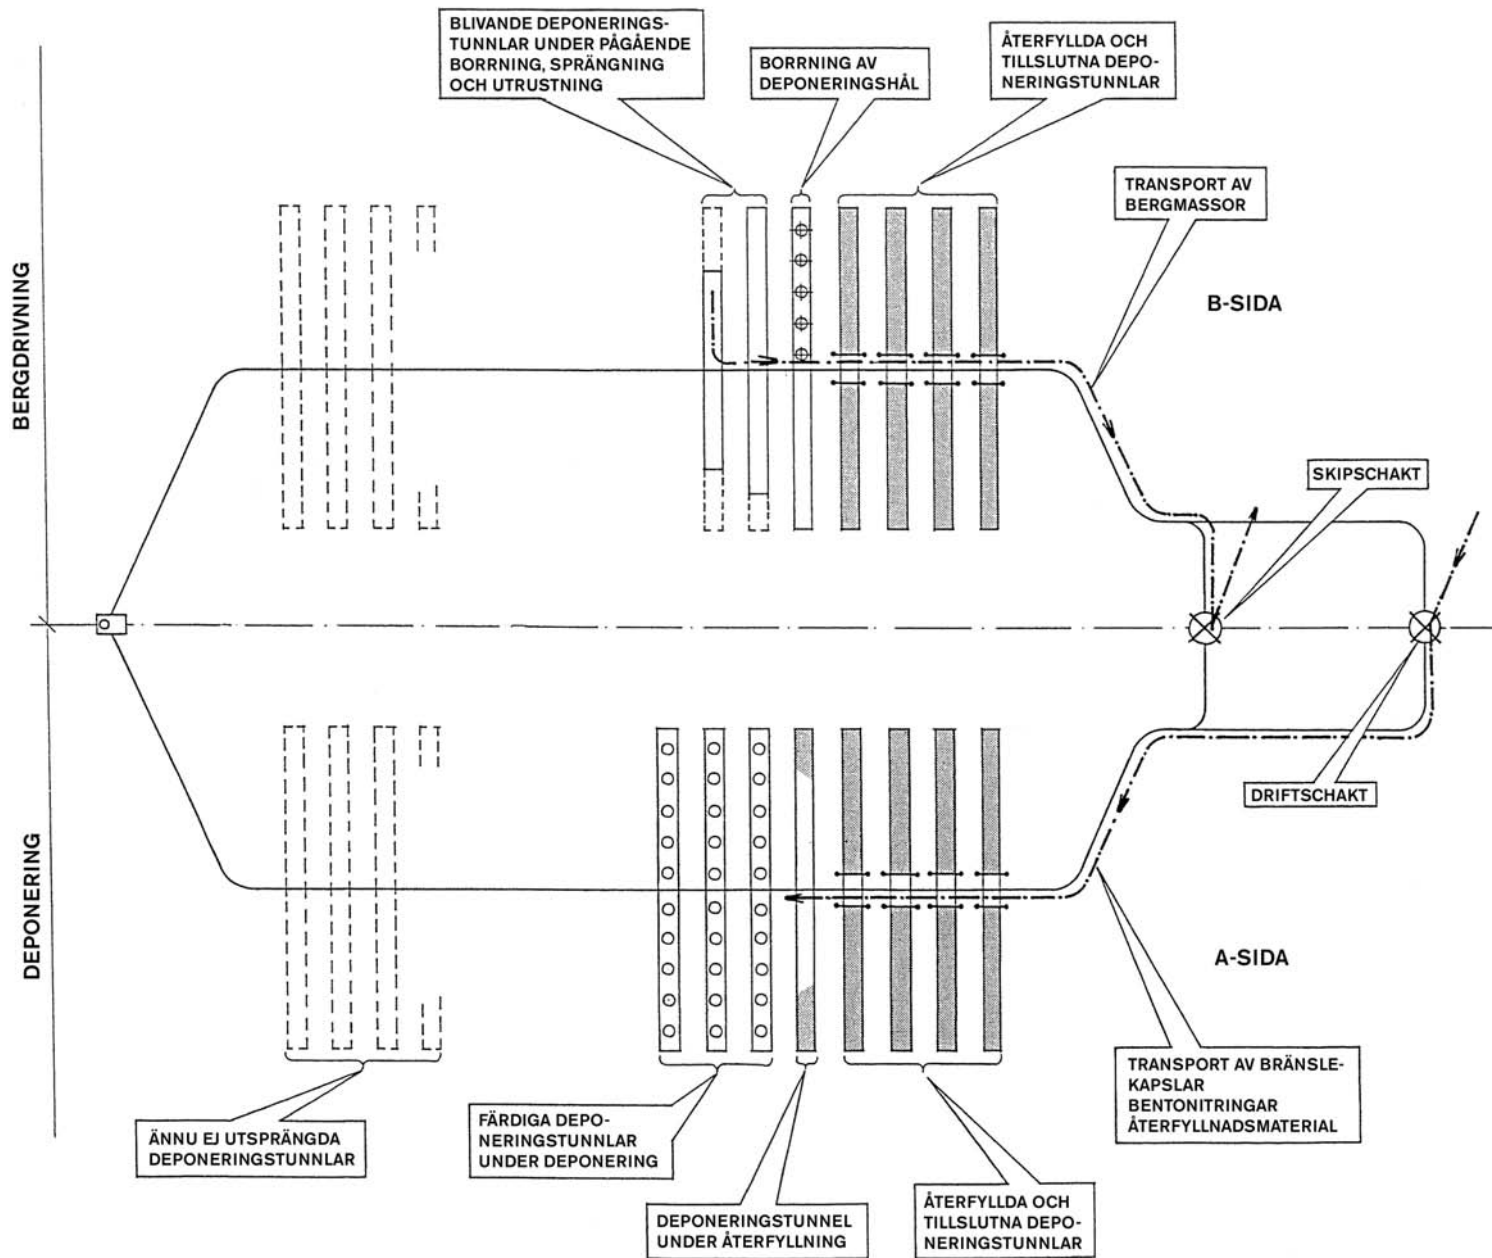 BLIVANDE DEPONERINGS-
TUNNLAR UNDER PÅGÅENDE
BORRNING, SPRÄNGNING
OCH UTRUSTNING
BORRNING AV
DEPONERINGSHÅL
ÅTERFYLLDA OCH
TILLSLUTNA DEPO-
NERINGSTUNNLAR
TRANSPORT AV
BERGMASSOR
BERGDRIVNING
B-SIDA
SKIPSCHAKT
DRIFTSCHAKT
DEPONERING
A-SIDA
TRANSPORT AV BRÄNSLE-
KAPSLAR
BENTONITRINGAR
ÅTERFYLLNADSMATERIAL
ÄNNU EJ UTSPRÄNGDA
DEPONERINGSTUNNLAR
FÄRDIGA DEPO-
NERINGSTUNNLAR
UNDER DEPONERING
DEPONERINGSTUNNEL
UNDER ÅTERFYLLNING
ÅTERFYLLDA OCH
TILLSLUTNA DEPO-
NERINGSTUNNLAR